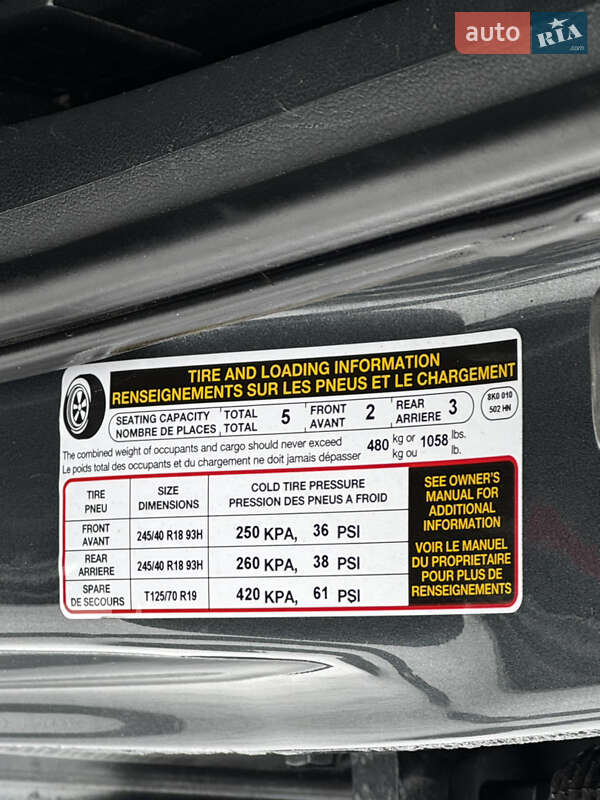 auto RIA .com
TIRE AND LOADING INFORMATION
RENSEIGNEMENTS SUR LES PNEUS ET LE CHARGEMENT
SEATING CAPACITY TOTAL 5 FRONT 2 REAR 3
NOMBRE DE PLACES TOTAL AVANT ARRIERE
8K0 010
502 HN
The combined weight of occupants and cargo should never exceed 480 kg or 1058 lbs.
Le poids total des occupants et du chargement ne doit jamais dépasser kg ou lb.
TIRE SIZE COLD TIRE PRESSURE
PNEU DIMENSIONS PRESSION DES PNEUS A FROID
FRONT
AVANT 245/40 R18 93H 250 KPA, 36 PSI
REAR
ARRIERE 245/40 R18 93H 260 KPA, 38 PSI
SPARE
DE SECOURS T125/70 R19 420 KPA, 61 PSI
SEE OWNER'S
MANUAL FOR
ADDITIONAL
INFORMATION
VOIR LE MANUEL
DU PROPRIETAIRE
POUR PLUS DE
RENSEIGNEMENTS